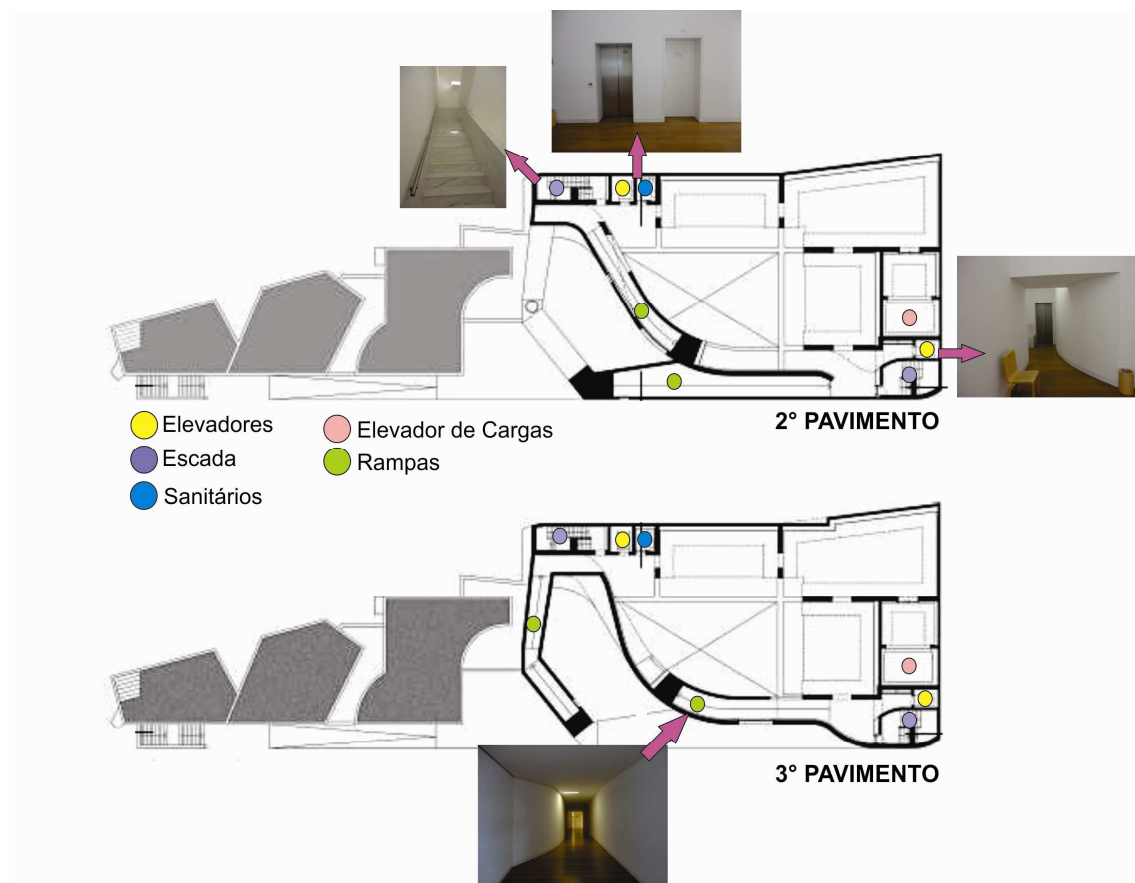 2° PAVIMENTO
Elevadores
Escada
Sanitários
Elevador de Cargas
Rampas
3° PAVIMENTO